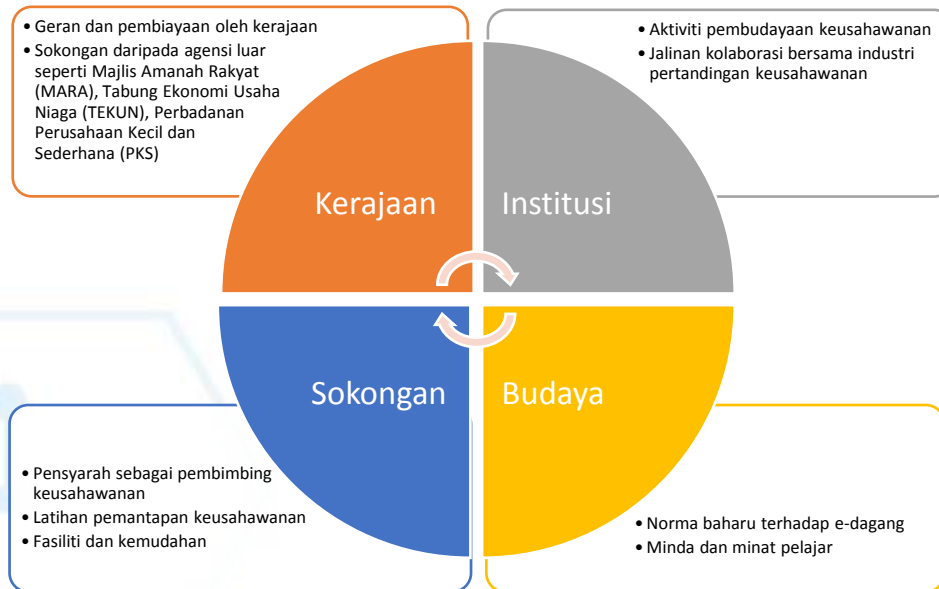 • Geran dan pembiayaan oleh kerajaan
• Sokongan daripada agensi luar
seperti Majlis Amanah Rakyat
(MARA), Tabung Ekonomi Usaha
Niaga (TEKUN), Perbadanan
Perusahaan Kecil dan
Sederhana (PKS)
• Aktiviti pembudayaan keusahawanan
• Jalinan kolaborasi bersama industri
pertandingan keusahawanan
Kerajaan
Institusi
Sokongan
Budaya
• Pensyarah sebagai pembimbing
keusahawanan
• Latihan pemantapan keusahawanan
• Fasiliti dan kemudahan
• Norma baharu terhadap e-dagang
• Minda dan minat pelajar